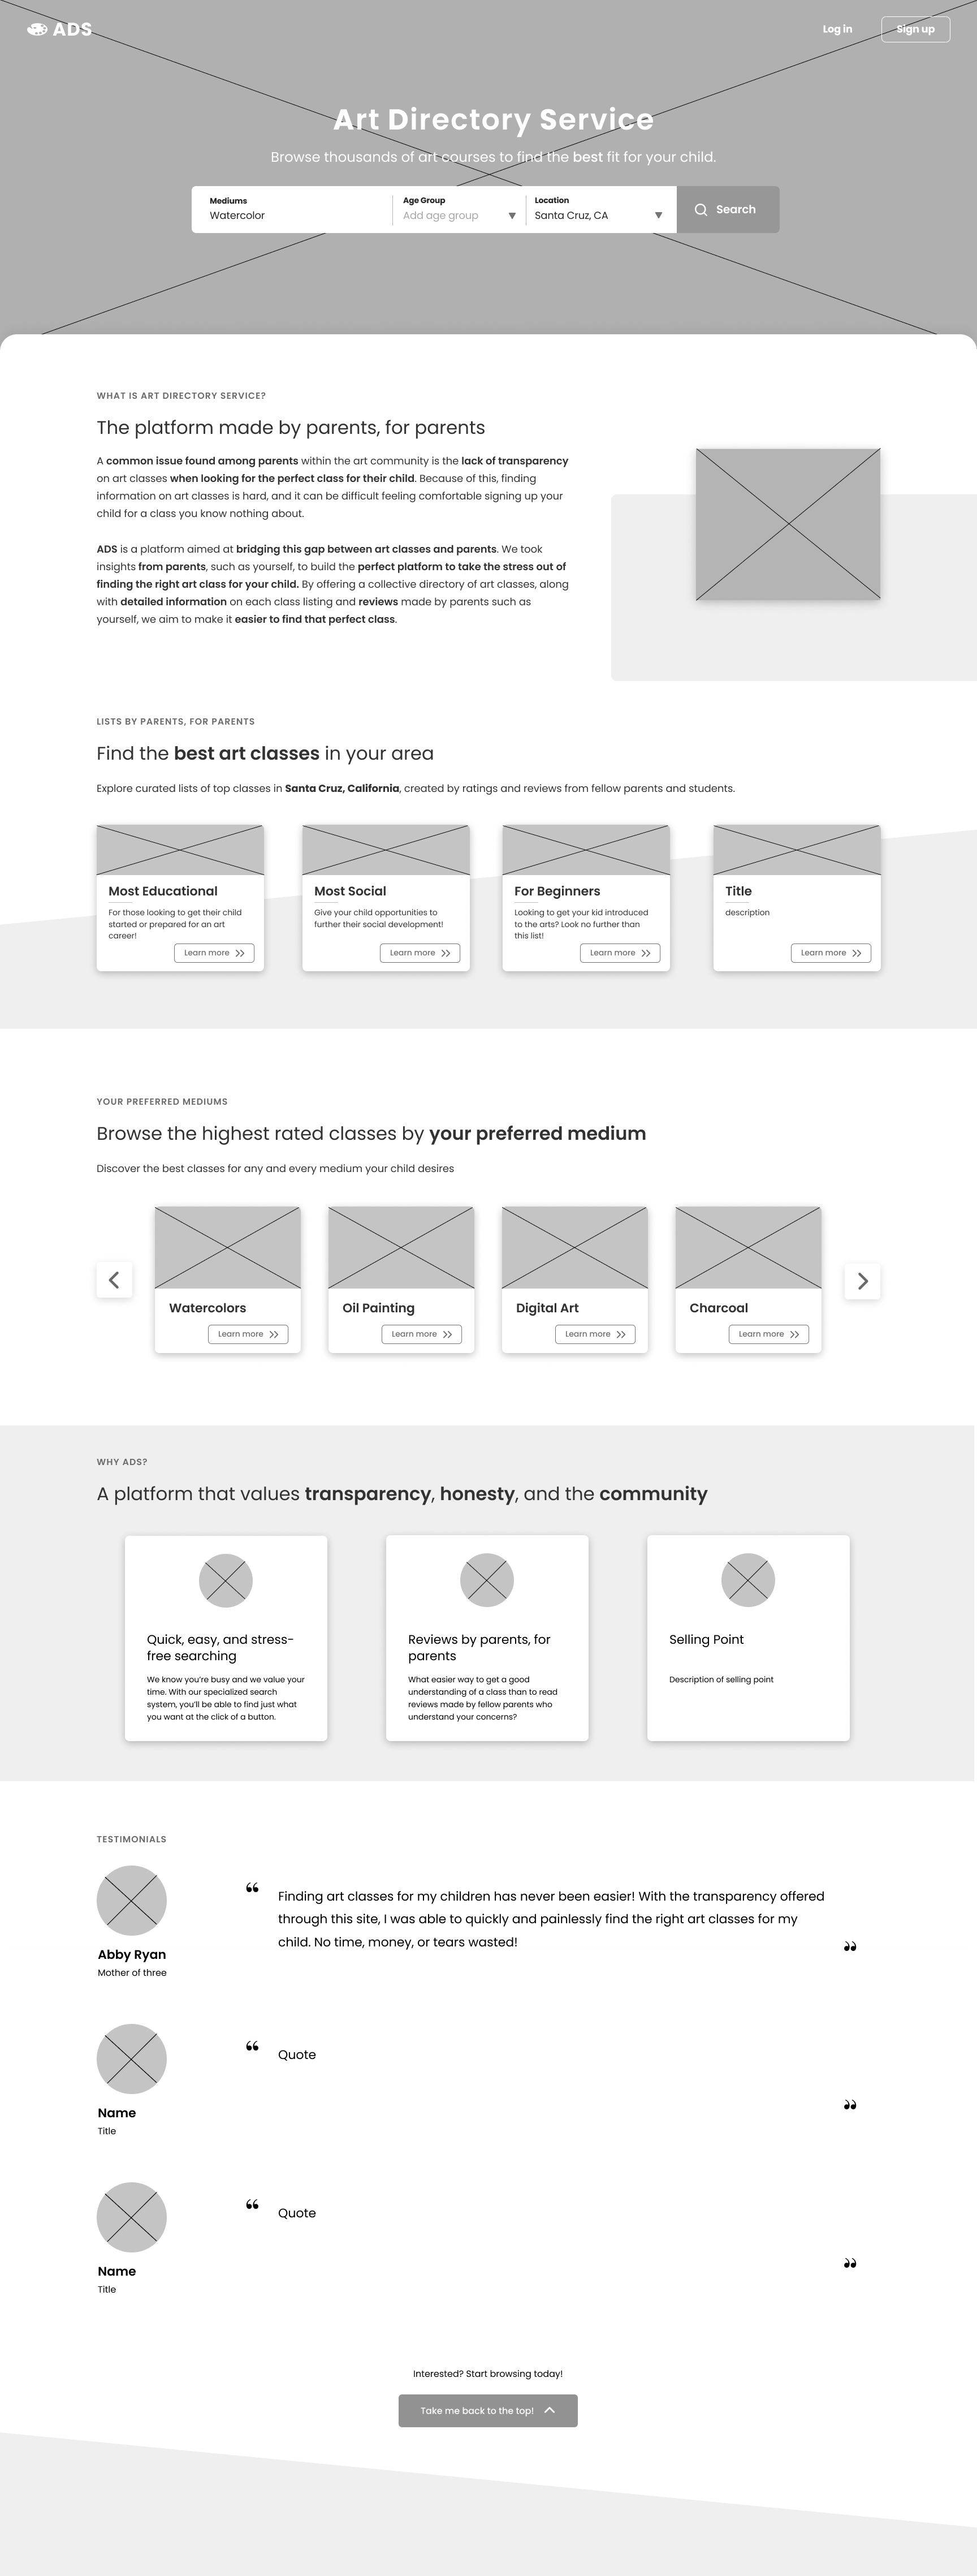 ADS
Log in
Sign up
Art Directory Service
Browse thousands of art courses to find the best fit for your child.
Mediums
Watercolor
Age Group
Add age group
Location
Santa Cruz, CA
Search
WHAT IS ART DIRECTORY SERVICE?
The platform made by parents, for parents
A common issue found among parents within the art community is the lack of transparency
on art classes when looking for the perfect class for their child. Because of this, finding
information on art classes is hard, and it can be difficult feeling comfortable signing up your
child for a class you know nothing about.
ADS is a platform aimed at bridging this gap between art classes and parents. We took
insights from parents, such as yourself, to build the perfect platform to take the stress out of
finding the right art class for your child. By offering a collective directory of art classes, along
with detailed information on each class listing and reviews made by parents such as
yourself, we aim to make it easier to find that perfect class.
LISTS BY PARENTS, FOR PARENTS
Find the best art classes in your area
Explore curated lists of top classes in Santa Cruz, California, created by ratings and reviews from fellow parents and students.
Most Educational
For those looking to get their child
started or prepared for an art
career!
Learn more
Most Social
Give your child opportunities to
further their social development!
Learn more
For Beginners
Looking to get your kid introduced
to the arts? Look no further than
this list!
Learn more
Title
description
Learn more
YOUR PREFERRED MEDIUMS
Browse the highest rated classes by your preferred medium
Discover the best classes for any and every medium your child desires
Watercolors
Learn more
Oil Painting
Learn more
Digital Art
Learn more
Charcoal
Learn more
WHY ADS?
A platform that values transparency, honesty, and the community
Quick, easy, and stress-
free searching
We know you're busy and we value your
time. With our specialized search
system, you'll be able to find just what
you want at the click of a button.
Reviews by parents, for
parents
What easier way to get a good
understanding of a class than to read
reviews made by fellow parents who
understand your concerns?
Selling Point
Description of selling point
TESTIMONIALS
Abby Ryan
Mother of three
“
Finding art classes for my children has never been easier! With the transparency offered
through this site, I was able to quickly and painlessly find the right art classes for my
child. No time, money, or tears wasted!
”
Name
Title
“
Quote
”
Name
Title
“
Quote
”
Interested? Start browsing today!
Take me back to the top!